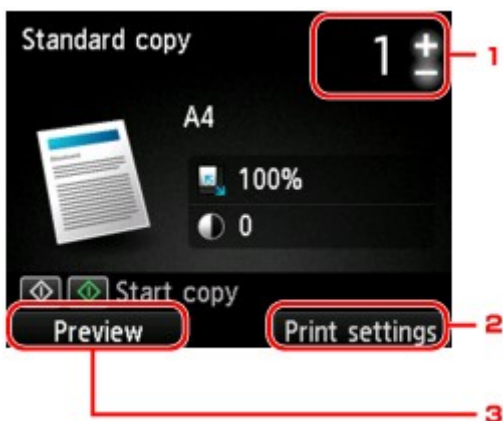 Standard copy
1 + −
1
A4
100%
0
Start copy
Preview
Print settings
2
3